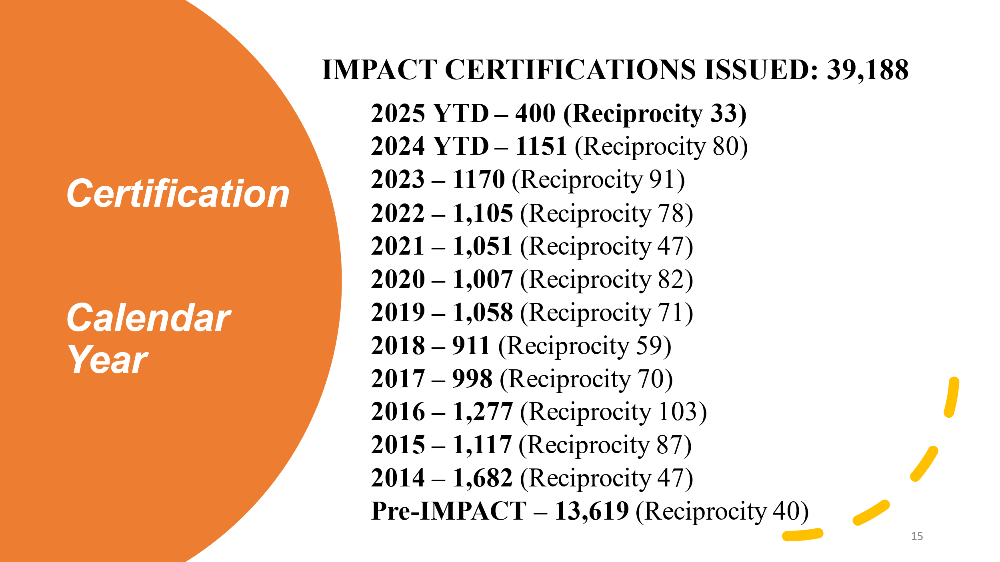 Certification
Calendar
Year
IMPACT CERTIFICATIONS ISSUED: 39,188
2025 YTD – 400 (Reciprocity 33)
2024 YTD – 1151 (Reciprocity 80)
2023 – 1170 (Reciprocity 91)
2022 – 1,105 (Reciprocity 78)
2021 – 1,051 (Reciprocity 47)
2020 – 1,007 (Reciprocity 82)
2019 – 1,058 (Reciprocity 71)
2018 – 911 (Reciprocity 59)
2017 – 998 (Reciprocity 70)
2016 – 1,277 (Reciprocity 103)
2015 – 1,117 (Reciprocity 87)
2014 – 1,682 (Reciprocity 47)
Pre-IMPACT – 13,619 (Reciprocity 40)
15